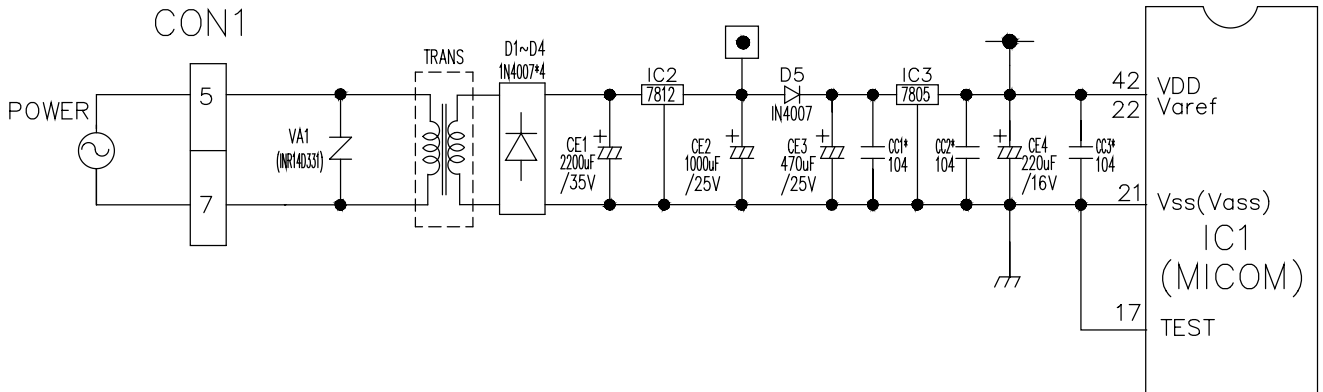 CON1
POWER
5
7
VA1
(INR14D331)
TRANS
D1~D4
1N4007*4
CE1
2200uF
/35V
IC2
7812
CE2
1000uF
/25V
D5
IN4007
CE3
470uF
/25V
CC1*
104
IC3
7805
CC2*
104
CE4
220uF
/16V
CC3*
104
42
VDD
22
Varef
21
Vss(Vass)
IC1
(MICOM)
17
TEST